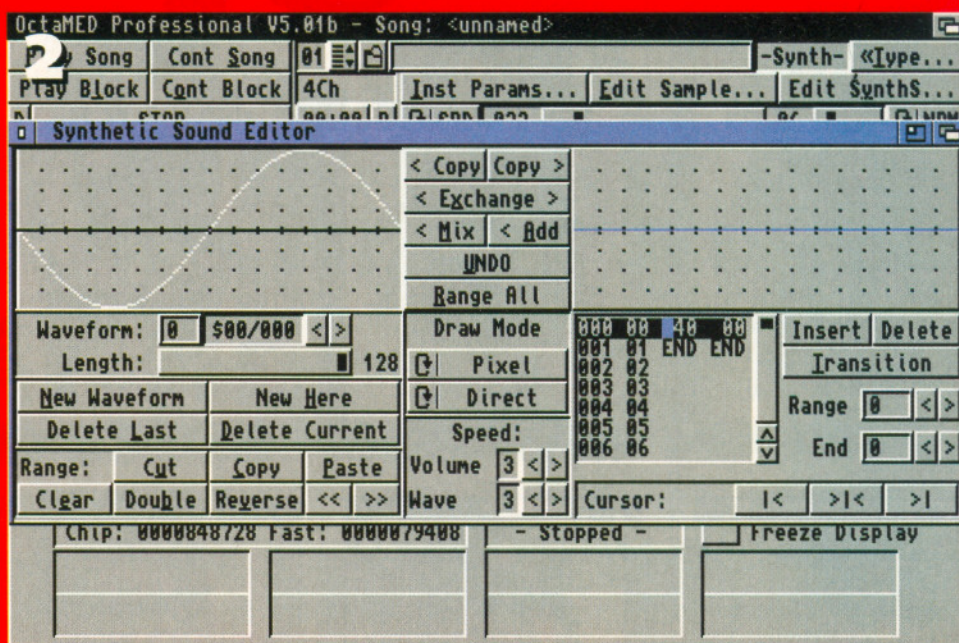 OctaMED Professional V5.01b - Song: <unnamed>
2
Song Cont Song 01 -Synth- «Type...
Play Block Cont Block 4Ch Inst Params... Edit Sample... Edit SynthS...
Synthetic Sound Editor
< Copy Copy >
< Exchange >
< Mix < Add
UNDO
Range All
Waveform: 0 $00/000 < >
Length: 128
New Waveform New Here
Delete Last Delete Current
Range: Cut Copy Paste
Clear Double Reverse << >>
Draw Mode
Pixel
Direct
Speed:
Volume 3 < >
Wave 3 < >
000 00 40 00
001 01 END END
002 02
003 03
004 04
005 05
006 06
Insert Delete
Transition
Range 0 < >
End 0 < >
Cursor: |< >|< >|
Chip: 0000848728 Fast: 0000079408 - Stopped - Freeze Display